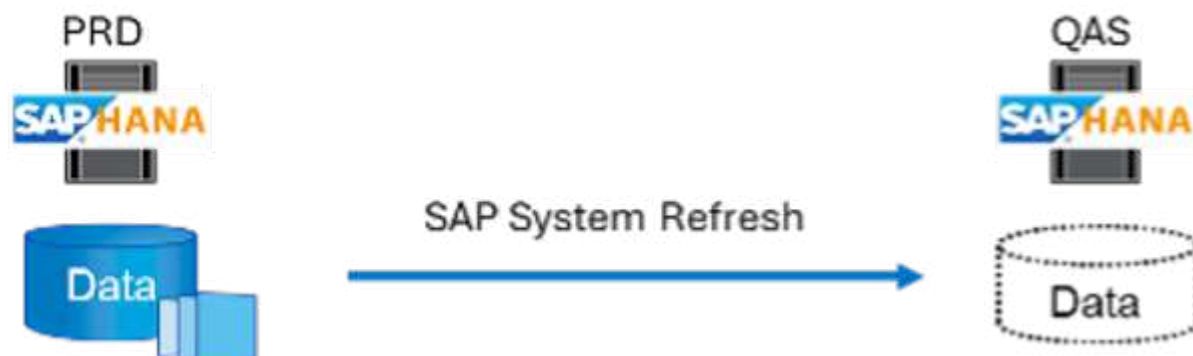 PRD
SAP HANA
Data
SAP System Refresh
QAS
SAP HANA
Data